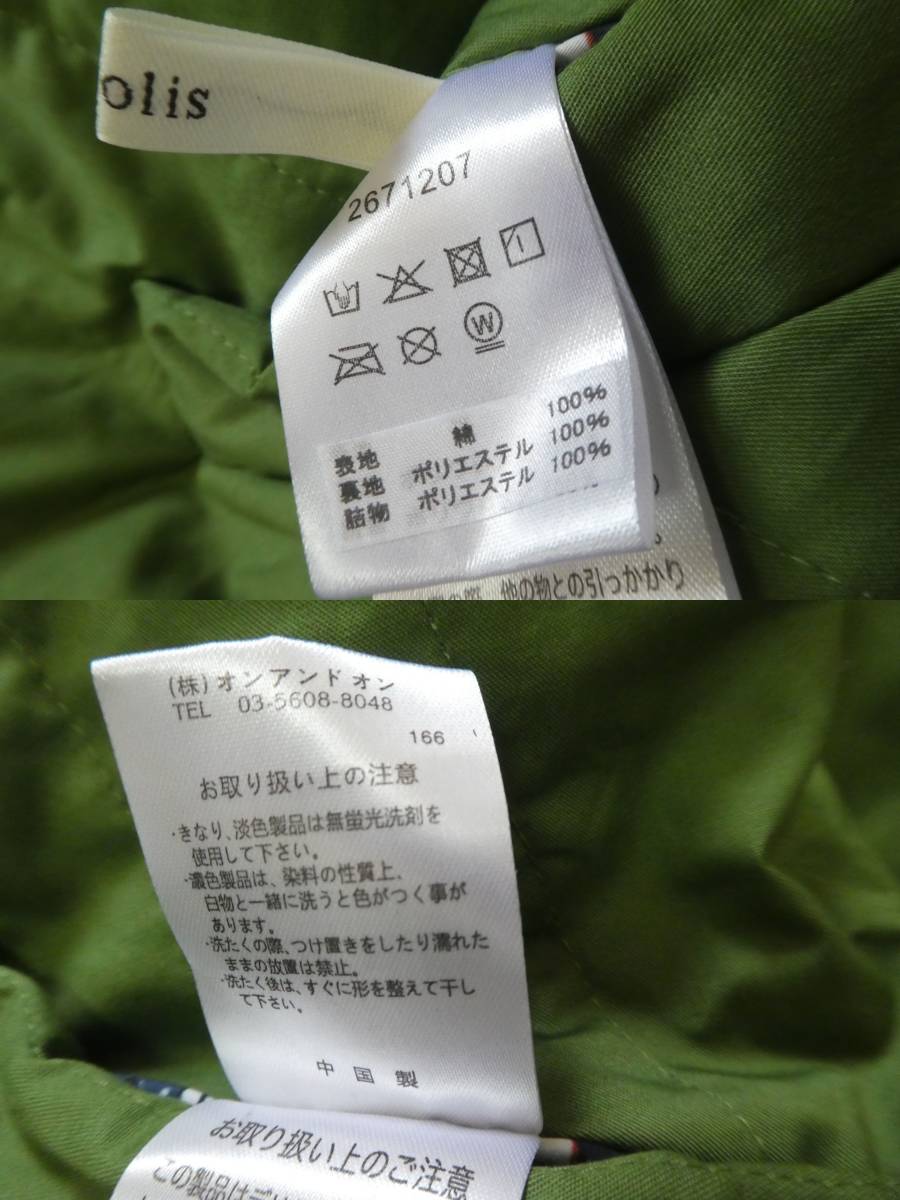 olis
2671207
W
表地 綿 100%
裏地 ポリエステル 100%
詰物 ポリエステル 100%
他の物との引っかかり
(株)オンアンドオン
TEL 03-5608-8048
166
お取り扱い上の注意
・きなり、淡色製品は無蛍光洗剤を
使用して下さい。
・濃色製品は、染料の性質上、
白物と一緒に洗うと色がつく事が
あります。
・洗たくの際、つけ置きをしたり濡れた
ままの放置は禁止。
・洗たく後は、すぐに形を整えて干し
て下さい。
中国製
お取り扱い上のご注意
この製品は